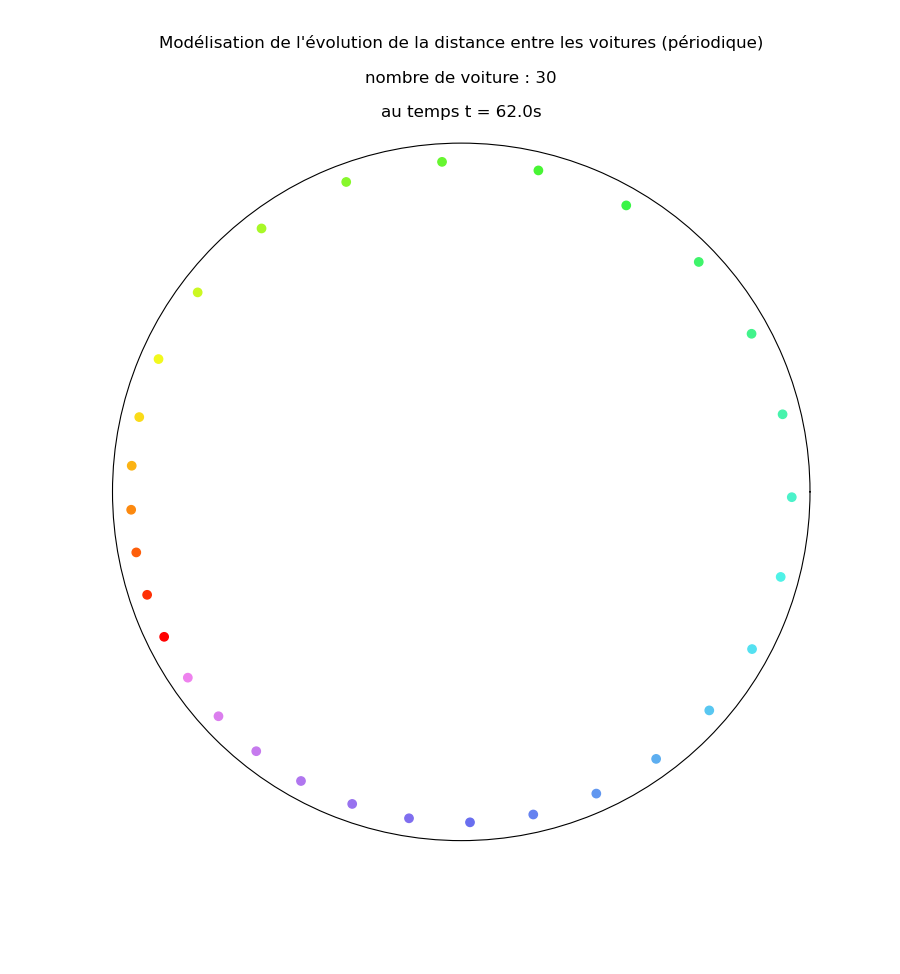 Modélisation de l'évolution de la distance entre les voitures (périodique)
nombre de voiture : 30
au temps t = 62.0s